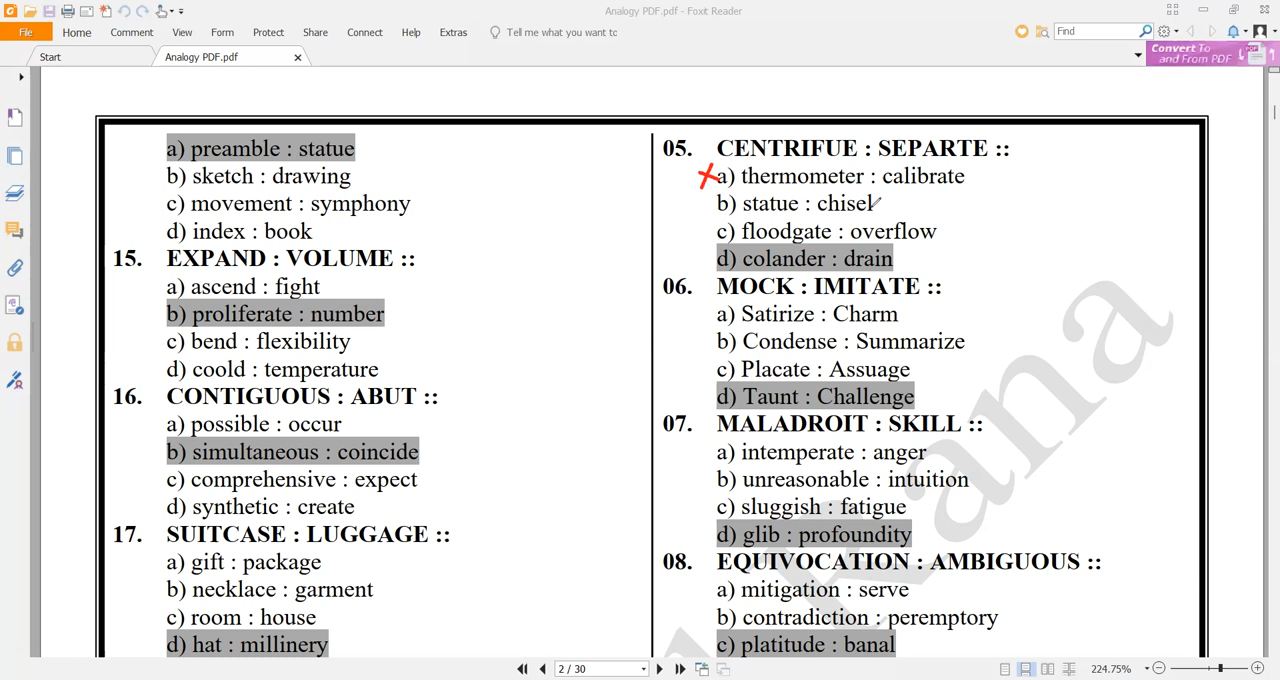 Analogy PDF.pdf - Foxit Reader
File Home Comment View Form Protect Share Connect Help Extras Tell me what you want tc Find
Start Analogy PDF.pdf
Convert To
and From PDF
a) preamble : statue
b) sketch : drawing
c) movement : symphony
d) index : book
15. EXPAND : VOLUME ::
a) ascend : fight
b) proliferate : number
c) bend : flexibility
d) coold : temperature
16. CONTIGUOUS : ABUT ::
a) possible : occur
b) simultaneous : coincide
c) comprehensive : expect
d) synthetic : create
17. SUITCASE : LUGGAGE ::
a) gift : package
b) necklace : garment
c) room : house
d) hat : millinery
05. CENTRIFUE : SEPARTE ::
a) thermometer : calibrate
b) statue : chisel
c) floodgate : overflow
d) colander : drain
06. MOCK : IMITATE ::
a) Satirize : Charm
b) Condense : Summarize
c) Placate : Assuage
d) Taunt : Challenge
07. MALADROIT : SKILL ::
a) intemperate : anger
b) unreasonable : intuition
c) sluggish : fatigue
d) glib : profoundity
08. EQUIVOCATION : AMBIGUOUS ::
a) mitigation : serve
b) contradiction : peremptory
c) platitude : banal
Rana
2 / 30
224.75%